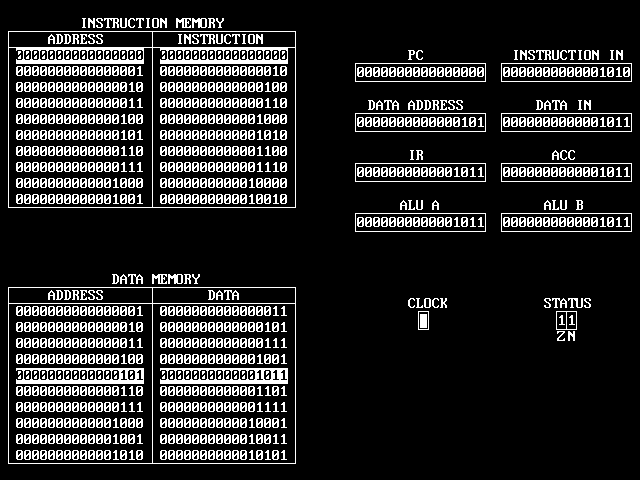 INSTRUCTION MEMORY
ADDRESS INSTRUCTION
0000000000000000 0000000000000000
0000000000000001 0000000000000010
0000000000000010 0000000000000100
0000000000000011 0000000000000110
0000000000000100 0000000000001000
0000000000000101 0000000000001010
0000000000000110 0000000000001100
0000000000000111 0000000000001110
0000000000001000 0000000000010000
0000000000001001 0000000000010010
PC INSTRUCTION IN
0000000000000000 0000000000001010
DATA ADDRESS DATA IN
0000000000000101 0000000000001011
IR ACC
0000000000001011 0000000000001011
ALU A ALU B
0000000000001011 0000000000001011
DATA MEMORY
ADDRESS DATA
0000000000000001 0000000000000011
0000000000000010 0000000000000101
0000000000000011 0000000000000111
0000000000000100 0000000000001001
0000000000000101 0000000000001011
0000000000000110 0000000000001101
0000000000000111 0000000000001111
0000000000001000 0000000000010001
0000000000001001 0000000000010011
0000000000001010 0000000000010101
CLOCK STATUS
11
ZN